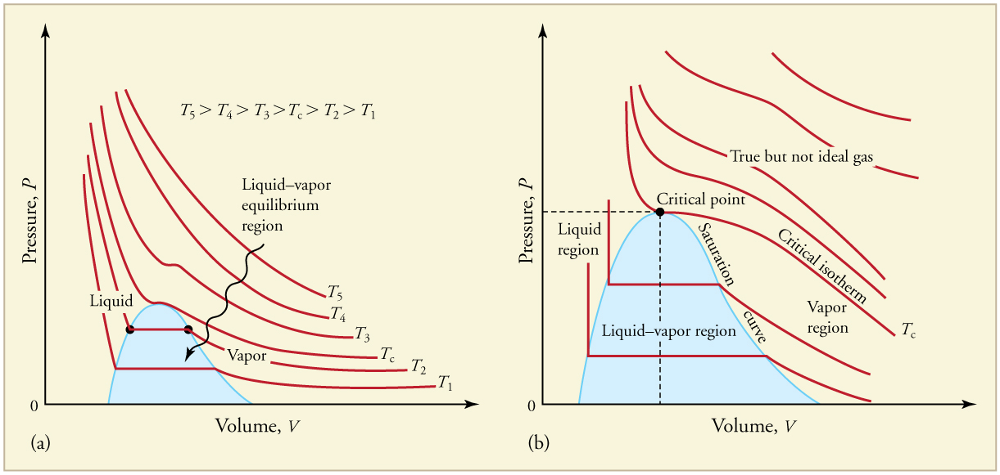 T5 > T4 > T3 > Tc > T2 > T1
Liquid–vapor
equilibrium
region
Pressure, P
Liquid
Vapor
T5
T4
T3
Tc
T2
T1
0
Volume, V
(a)
True but not ideal gas
Critical point
Liquid
region
Saturation
curve
Critical isotherm
Pressure, P
Vapor
region
Liquid–vapor region
Tc
0
Volume, V
(b)